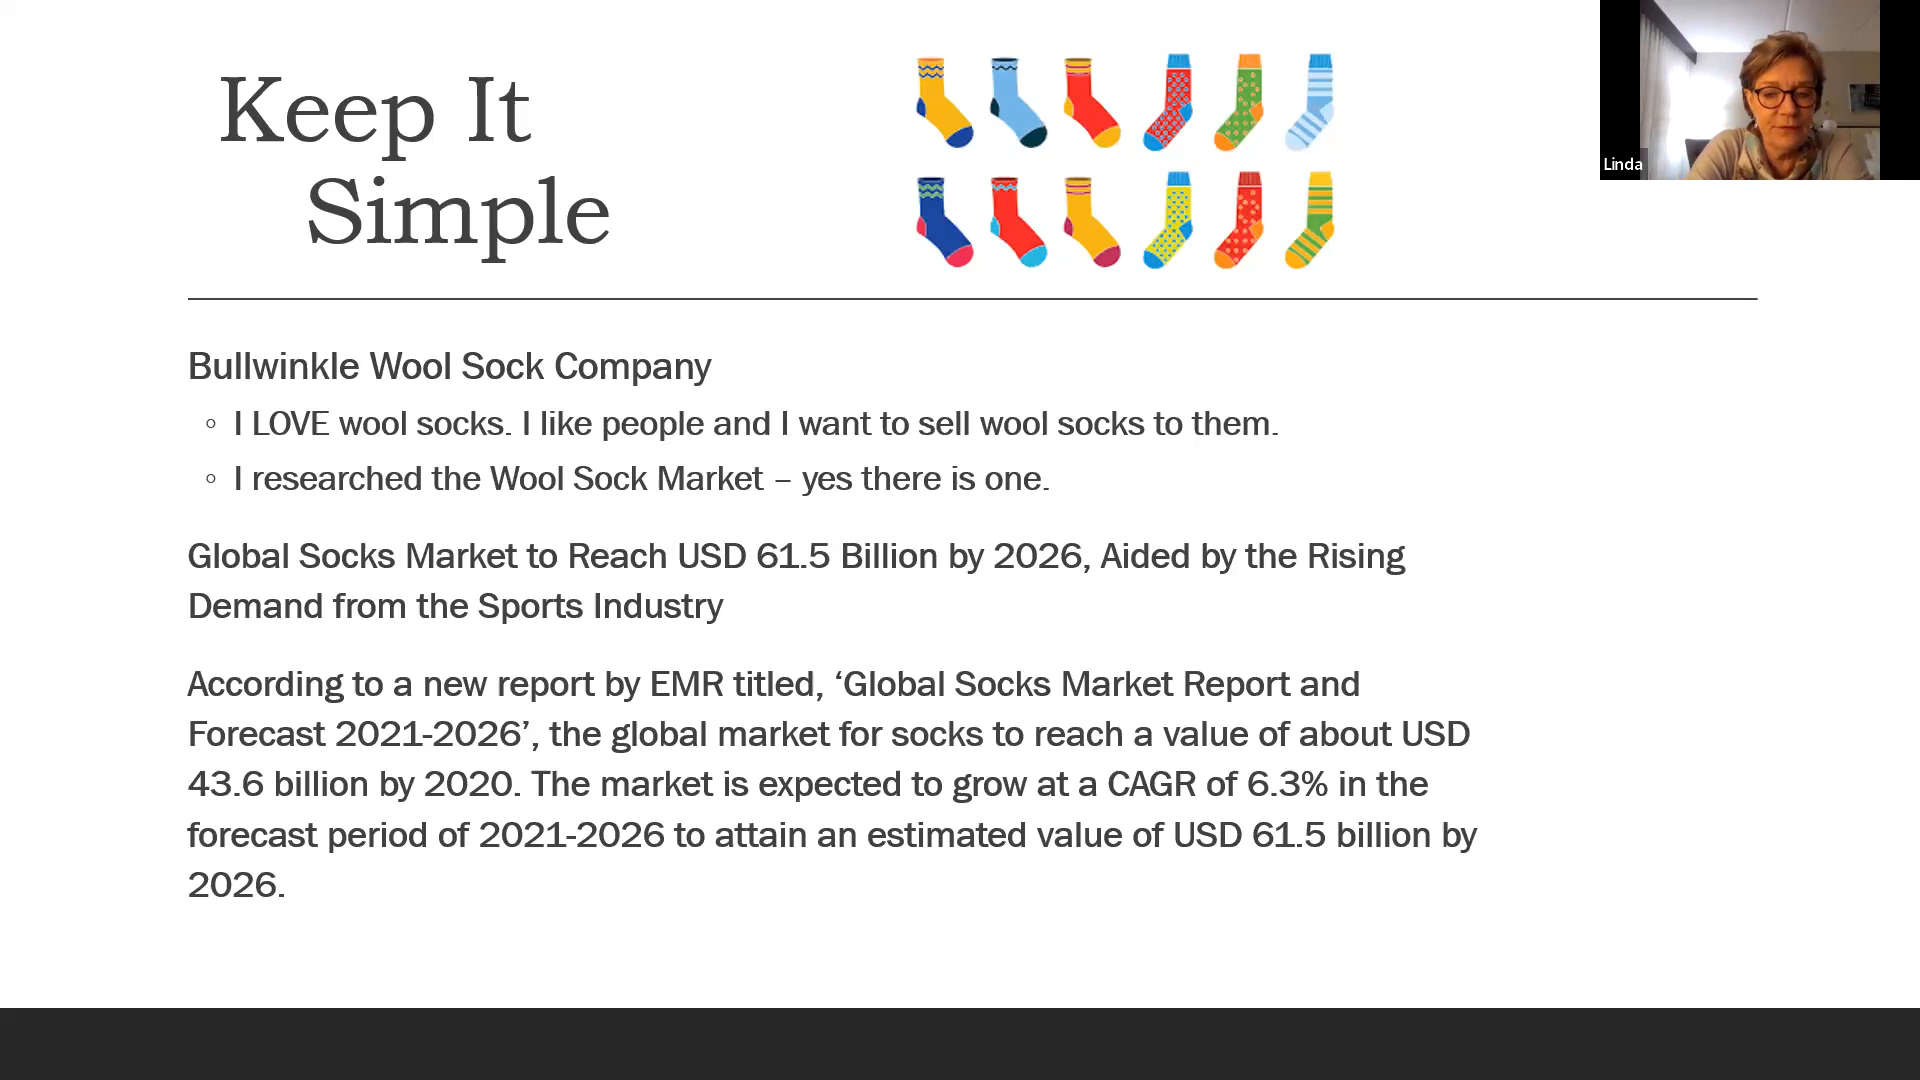 Keep It
Simple
Linda
Bullwinkle Wool Sock Company
◦ I LOVE wool socks. I like people and I want to sell wool socks to them.
◦ I researched the Wool Sock Market – yes there is one.
Global Socks Market to Reach USD 61.5 Billion by 2026, Aided by the Rising
Demand from the Sports Industry
According to a new report by EMR titled, ‘Global Socks Market Report and
Forecast 2021-2026’, the global market for socks to reach a value of about USD
43.6 billion by 2020. The market is expected to grow at a CAGR of 6.3% in the
forecast period of 2021-2026 to attain an estimated value of USD 61.5 billion by
2026.